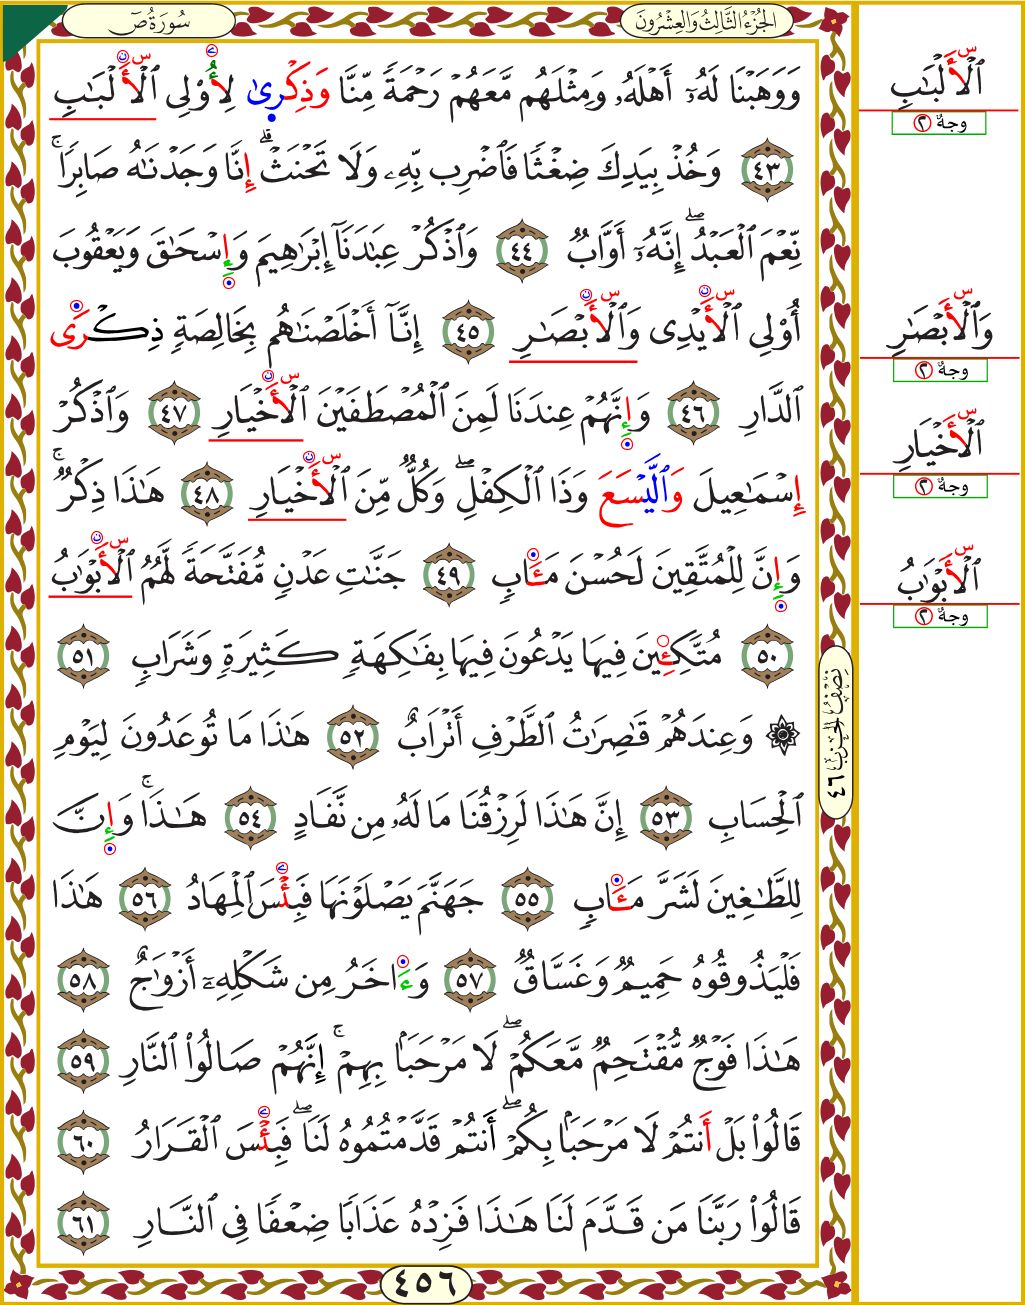 الجُزْءُ الثَّالِثُ وَالعِشْرُونَ
سُورَةُ صٓ
وَوَهَبْنَا لَهُۥٓ أَهْلَهُۥ وَمِثْلَهُم مَّعَهُمْ رَحْمَةً مِّنَّا وَذِكْرىٰ لِأُوْلِى ٱلْأَلْبَٰبِ
٤٣ وَخُذْ بِيَدِكَ ضِغْثًا فَٱضْرِب بِّهِۦ وَلَا تَحْنَثْ ۗ إِنَّا وَجَدْنَٰهُ صَابِرًا ۚ
نِّعْمَ ٱلْعَبْدُ ۖ إِنَّهُۥٓ أَوَّابٌ ٤٤ وَٱذْكُرْ عِبَٰدَنَآ إِبْرَٰهِيمَ وَإِسْحَٰقَ وَيَعْقُوبَ
أُوْلِى ٱلْأَيْدِى وَٱلْأَبْصَٰرِ ٤٥ إِنَّآ أَخْلَصْنَٰهُم بِخَالِصَةٍ ذِكْرَى
ٱلدَّارِ ٤٦ وَإِنَّهُمْ عِندَنَا لَمِنَ ٱلْمُصْطَفَيْنَ ٱلْأَخْيَارِ ٤٧ وَٱذْكُرْ
إِسْمَٰعِيلَ وَٱلَّيْسَعَ وَذَا ٱلْكِفْلِ ۖ وَكُلٌّ مِّنَ ٱلْأَخْيَارِ ٤٨ هَٰذَا ذِكْرٌ ۚ
وَإِنَّ لِلْمُتَّقِينَ لَحُسْنَ مَـَٔابٍ ٤٩ جَنَّٰتِ عَدْنٍ مُّفَتَّحَةً لَّهُمُ ٱلْأَبْوَٰبُ
٥٠ مُتَّكِـِٔينَ فِيهَا يَدْعُونَ فِيهَا بِفَٰكِهَةٍ كَثِيرَةٍ وَشَرَابٍ ٥١
۞ وَعِندَهُمْ قَٰصِرَٰتُ ٱلطَّرْفِ أَتْرَابٌ ٥٢ هَٰذَا مَا تُوعَدُونَ لِيَوْمِ
ٱلْحِسَابِ ٥٣ إِنَّ هَٰذَا لَرِزْقُنَا مَا لَهُۥ مِن نَّفَادٍ ٥٤ هَٰذَا ۚ وَإِنَّ
لِلطَّٰغِينَ لَشَرَّ مَـَٔابٍ ٥٥ جَهَنَّمَ يَصْلَوْنَهَا فَبِئْسَ ٱلْمِهَادُ ٥٦ هَٰذَا
فَلْيَذُوقُوهُ حَمِيمٌ وَغَسَّاقٌ ٥٧ وَءَاخَرُ مِن شَكْلِهِۦٓ أَزْوَٰجٌ ٥٨
هَٰذَا فَوْجٌ مُّقْتَحِمٌ مَّعَكُمْ ۖ لَا مَرْحَبًۢا بِهِمْ ۚ إِنَّهُمْ صَالُوا۟ ٱلنَّارِ ٥٩
قَالُوا۟ بَلْ أَنتُمْ لَا مَرْحَبًۢا بِكُمْ ۖ أَنتُمْ قَدَّمْتُمُوهُ لَنَا ۖ فَبِئْسَ ٱلْقَرَارُ ٦٠
قَالُوا۟ رَبَّنَا مَن قَدَّمَ لَنَا هَٰذَا فَزِدْهُ عَذَابًا ضِعْفًا فِى ٱلنَّارِ ٦١
٤٥٦
نِصْفُ الحِزْبِ ٤٦
ٱلْأَلْبَٰبِ
وجهٌ ٢
وَٱلْأَبْصَٰرِ
وجهٌ ٢
ٱلْأَخْيَارِ
وجهٌ ٢
ٱلْأَبْوَٰبُ
وجهٌ ٢